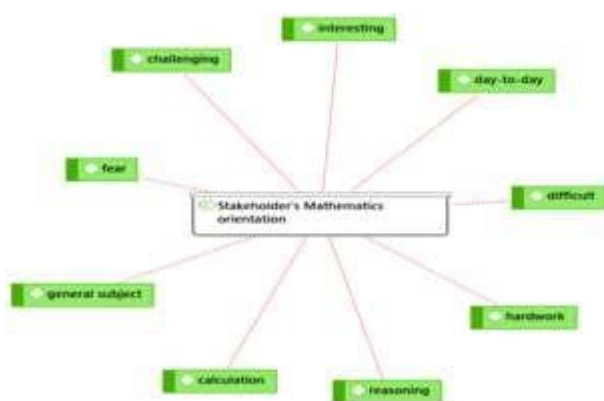 interesting
challenging
day-to-day
fear
difficult
Stakeholder's Mathematics
orientation
general subject
hardwork
calculation
reasoning